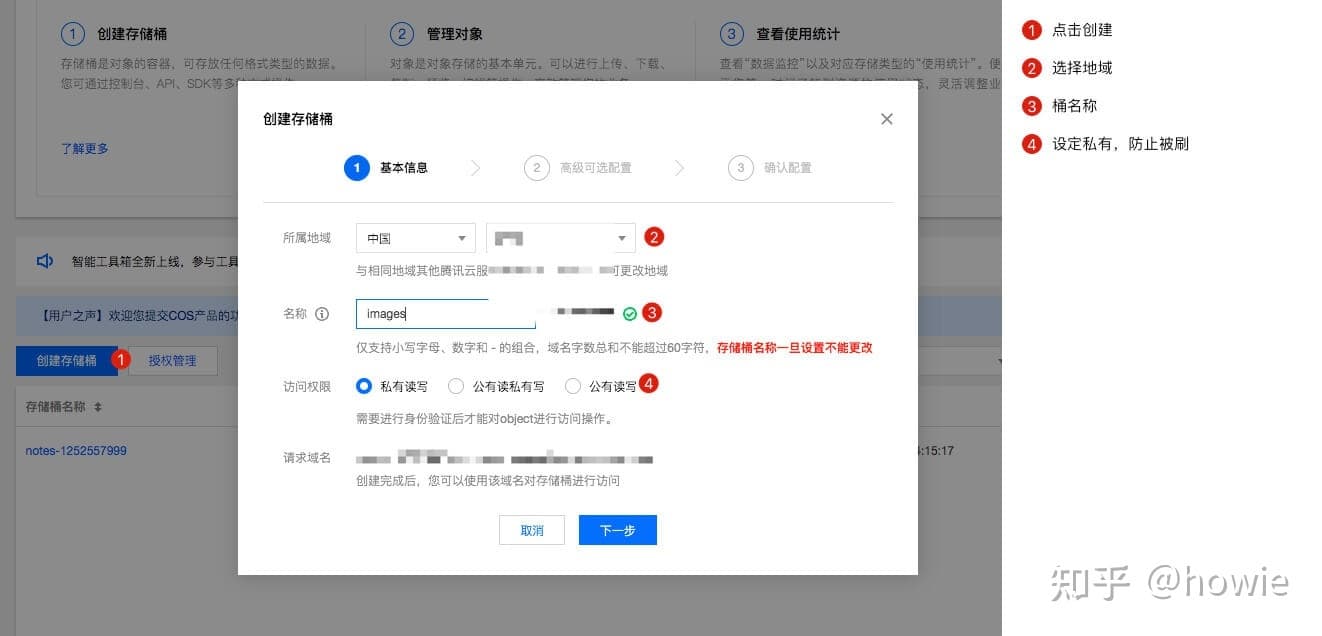 1 创建存储桶
存储桶是对象的容器，可存放任何格式类型的数据。
您可通过控制台、API、SDK等多
了解更多
2 管理对象
对象是对象存储的基本单元。可以进行上传、下载、
3 查看使用统计
查看“数据监控”以及对应存储类型的“使用统计”。便
灵活调整业
智能工具箱全新上线，参与工具
【用户之声】欢迎您提交COS产品的功
创建存储桶 1 授权管理
存储桶名称
notes-1252557999
:15:17
创建存储桶
1 基本信息 2 高级可选配置 3 确认配置
所属地域 中国 2
与相同地域其他腾讯云服 可更改地域
名称 images 3
仅支持小写字母、数字和 - 的组合，域名字数总和不能超过60字符，存储桶名称一旦设置不能更改
访问权限 私有读写 公有读私有写 公有读写 4
需要进行身份验证后才能对object进行访问操作。
请求域名
创建完成后，您可以使用该域名对存储桶进行访问
取消 下一步
1 点击创建
2 选择地域
3 桶名称
4 设定私有，防止被刷
知乎 @howie